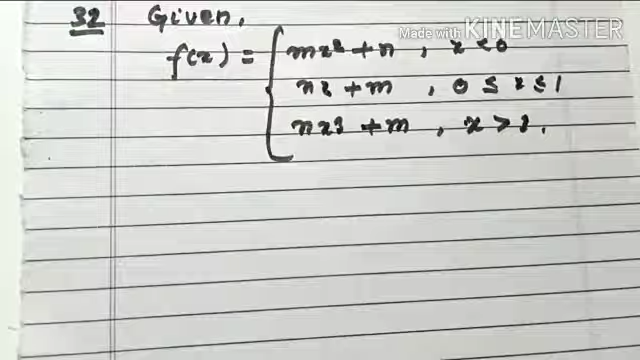 32 Given,
Made with KINEMASTER
f(x) = { mx² + n , x < 0
nx + m , 0 ≤ x ≤ 1
nx3 + m , x > 1.